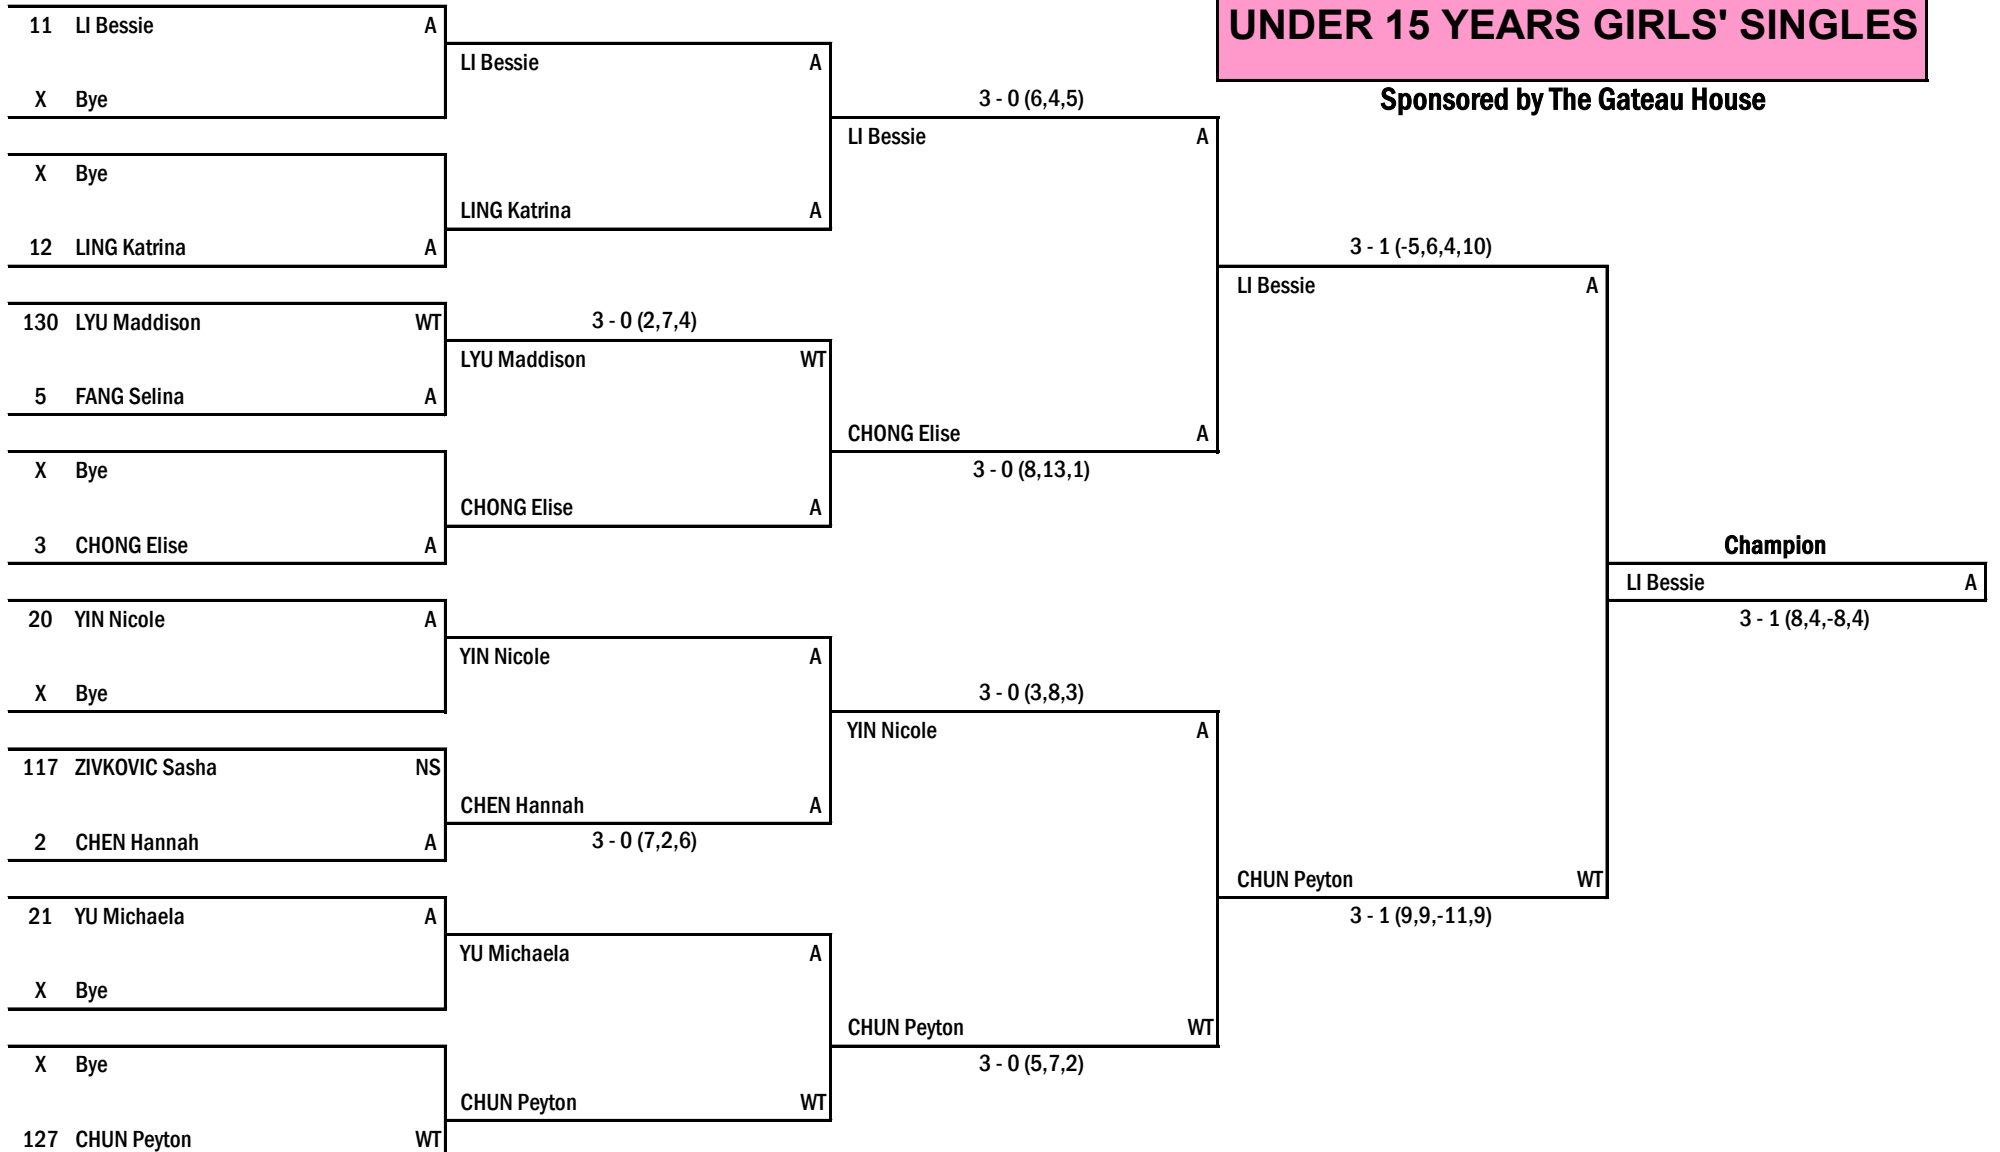 UNDER 15 YEARS GIRLS' SINGLES
Sponsored by The Gateau House
11 LI Bessie A
X Bye
X Bye
12 LING Katrina A
130 LYU Maddison WT
5 FANG Selina A
X Bye
3 CHONG Elise A
20 YIN Nicole A
X Bye
117 ZIVKOVIC Sasha NS
2 CHEN Hannah A
21 YU Michaela A
X Bye
X Bye
127 CHUN Peyton WT
LI Bessie A
LING Katrina A
3 - 0 (2,7,4)
LYU Maddison WT
CHONG Elise A
YIN Nicole A
CHEN Hannah A
3 - 0 (7,2,6)
YU Michaela A
CHUN Peyton WT
3 - 0 (6,4,5)
LI Bessie A
CHONG Elise A
3 - 0 (8,13,1)
3 - 0 (3,8,3)
YIN Nicole A
CHUN Peyton WT
3 - 0 (5,7,2)
3 - 1 (-5,6,4,10)
LI Bessie A
CHUN Peyton WT
3 - 1 (9,9,-11,9)
Champion
LI Bessie A
3 - 1 (8,4,-8,4)